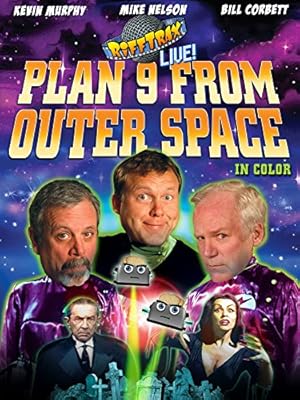 KEVIN MURPHY MIKE NELSON BILL CORBETT
RiFFTRAX
LIVE!
PLAN 9 FROM
OUTER SPACE
IN COLOR